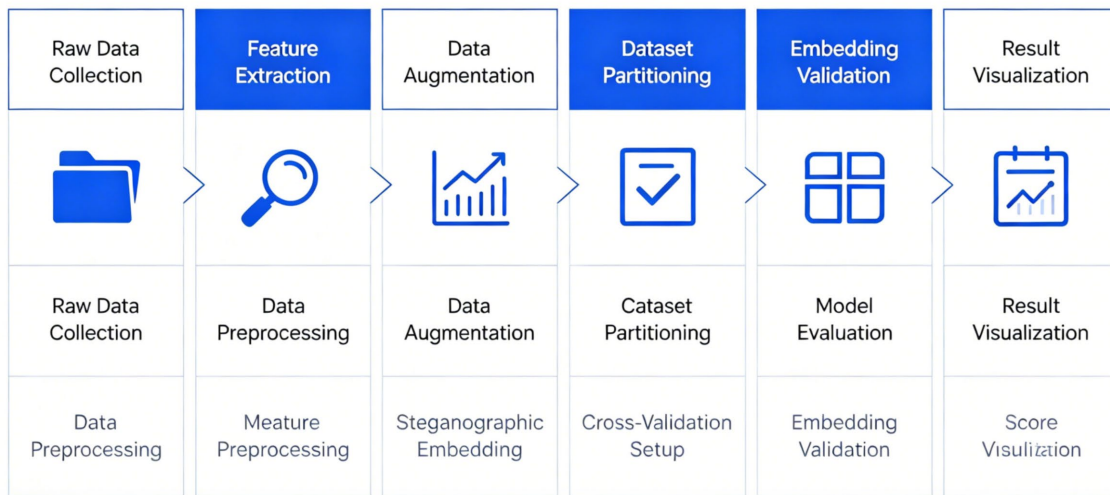 Raw Data
Collection
Feature
Extraction
Data
Augmentation
Dataset
Partitioning
Embedding
Validation
Result
Visualization
Raw Data
Collection
Data
Preprocessing
Data
Augmentation
Cataset
Partitioning
Model
Evaluation
Result
Visualization
Data
Preprocessing
Meature
Preprocessing
Steganographic
Embedding
Cross-Validation
Setup
Embedding
Validation
Score